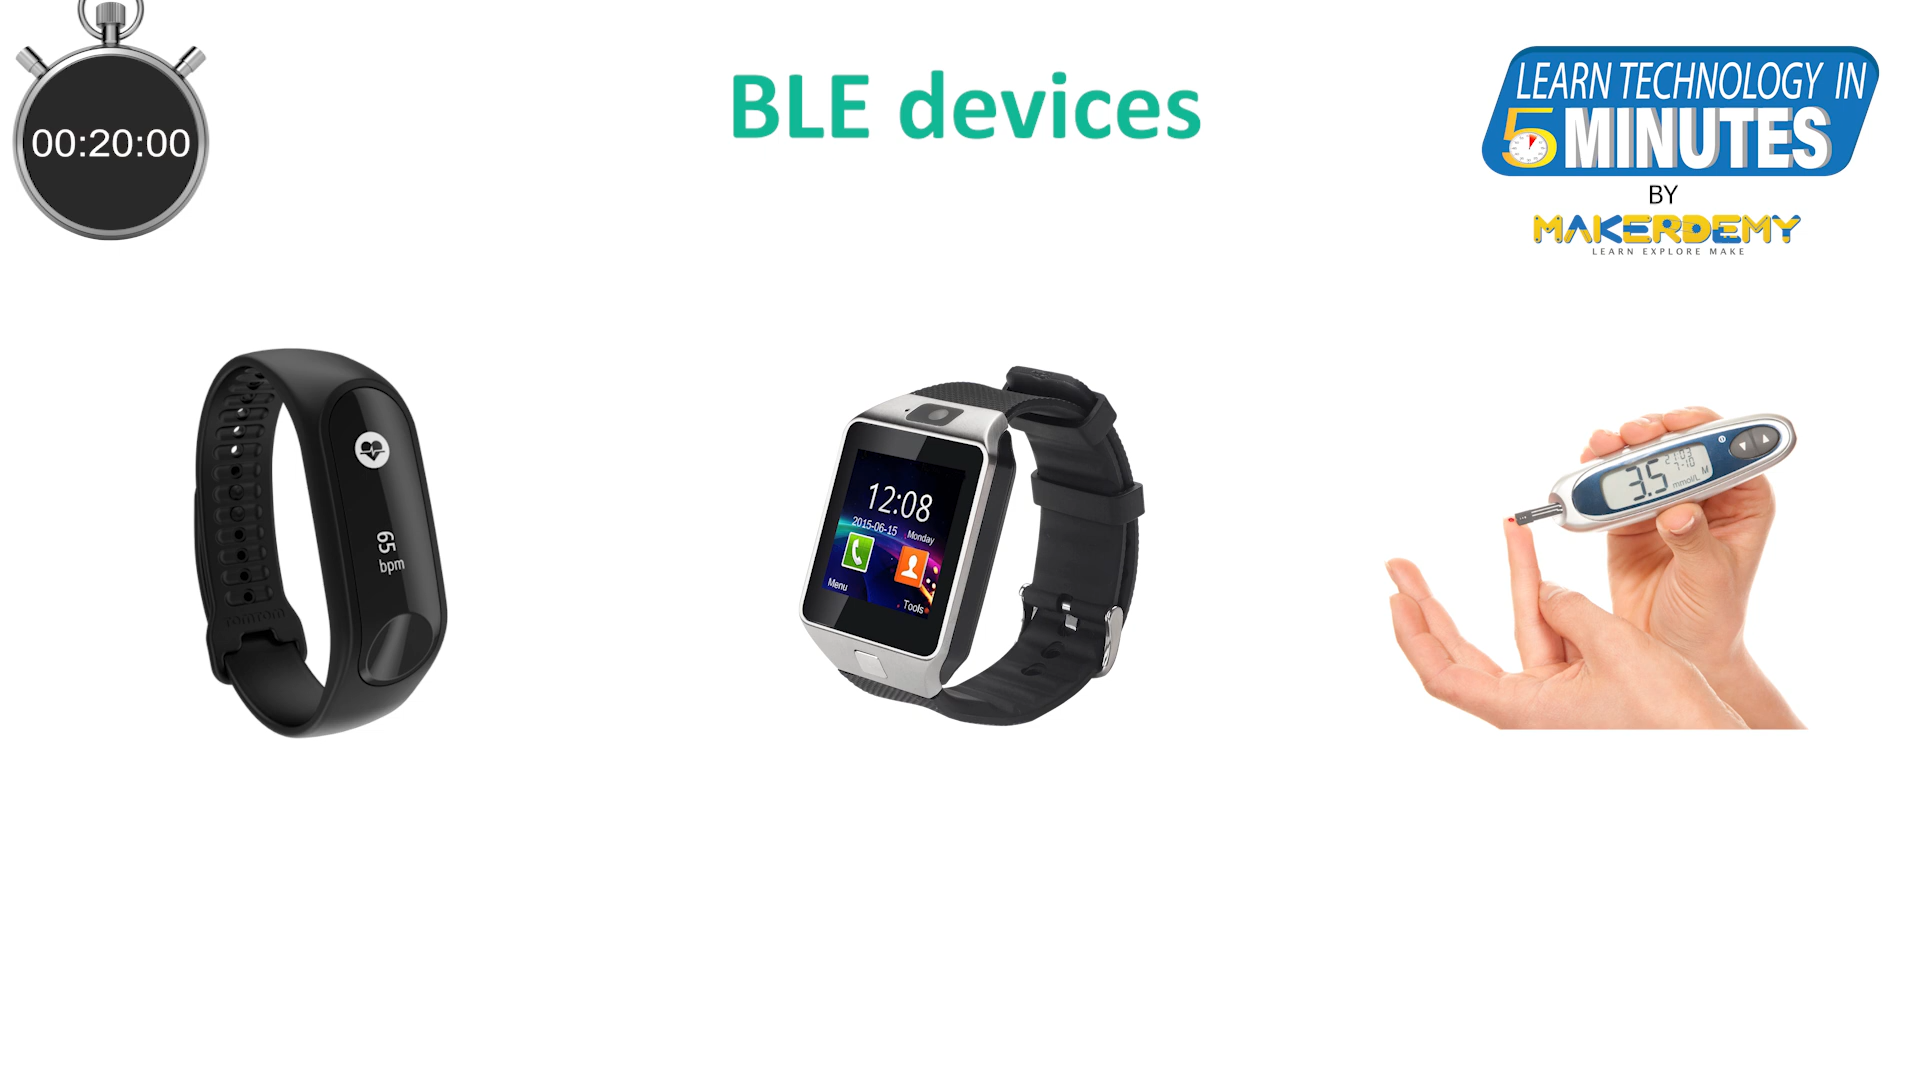 00:20:00
BLE devices
LEARN TECHNOLOGY IN
5 MINUTES
BY
MAKERDEMY
LEARN EXPLORE MAKE
65
bpm
12:08
2015-06-15 Monday
Menu
Tools
3.5
mmol/L M